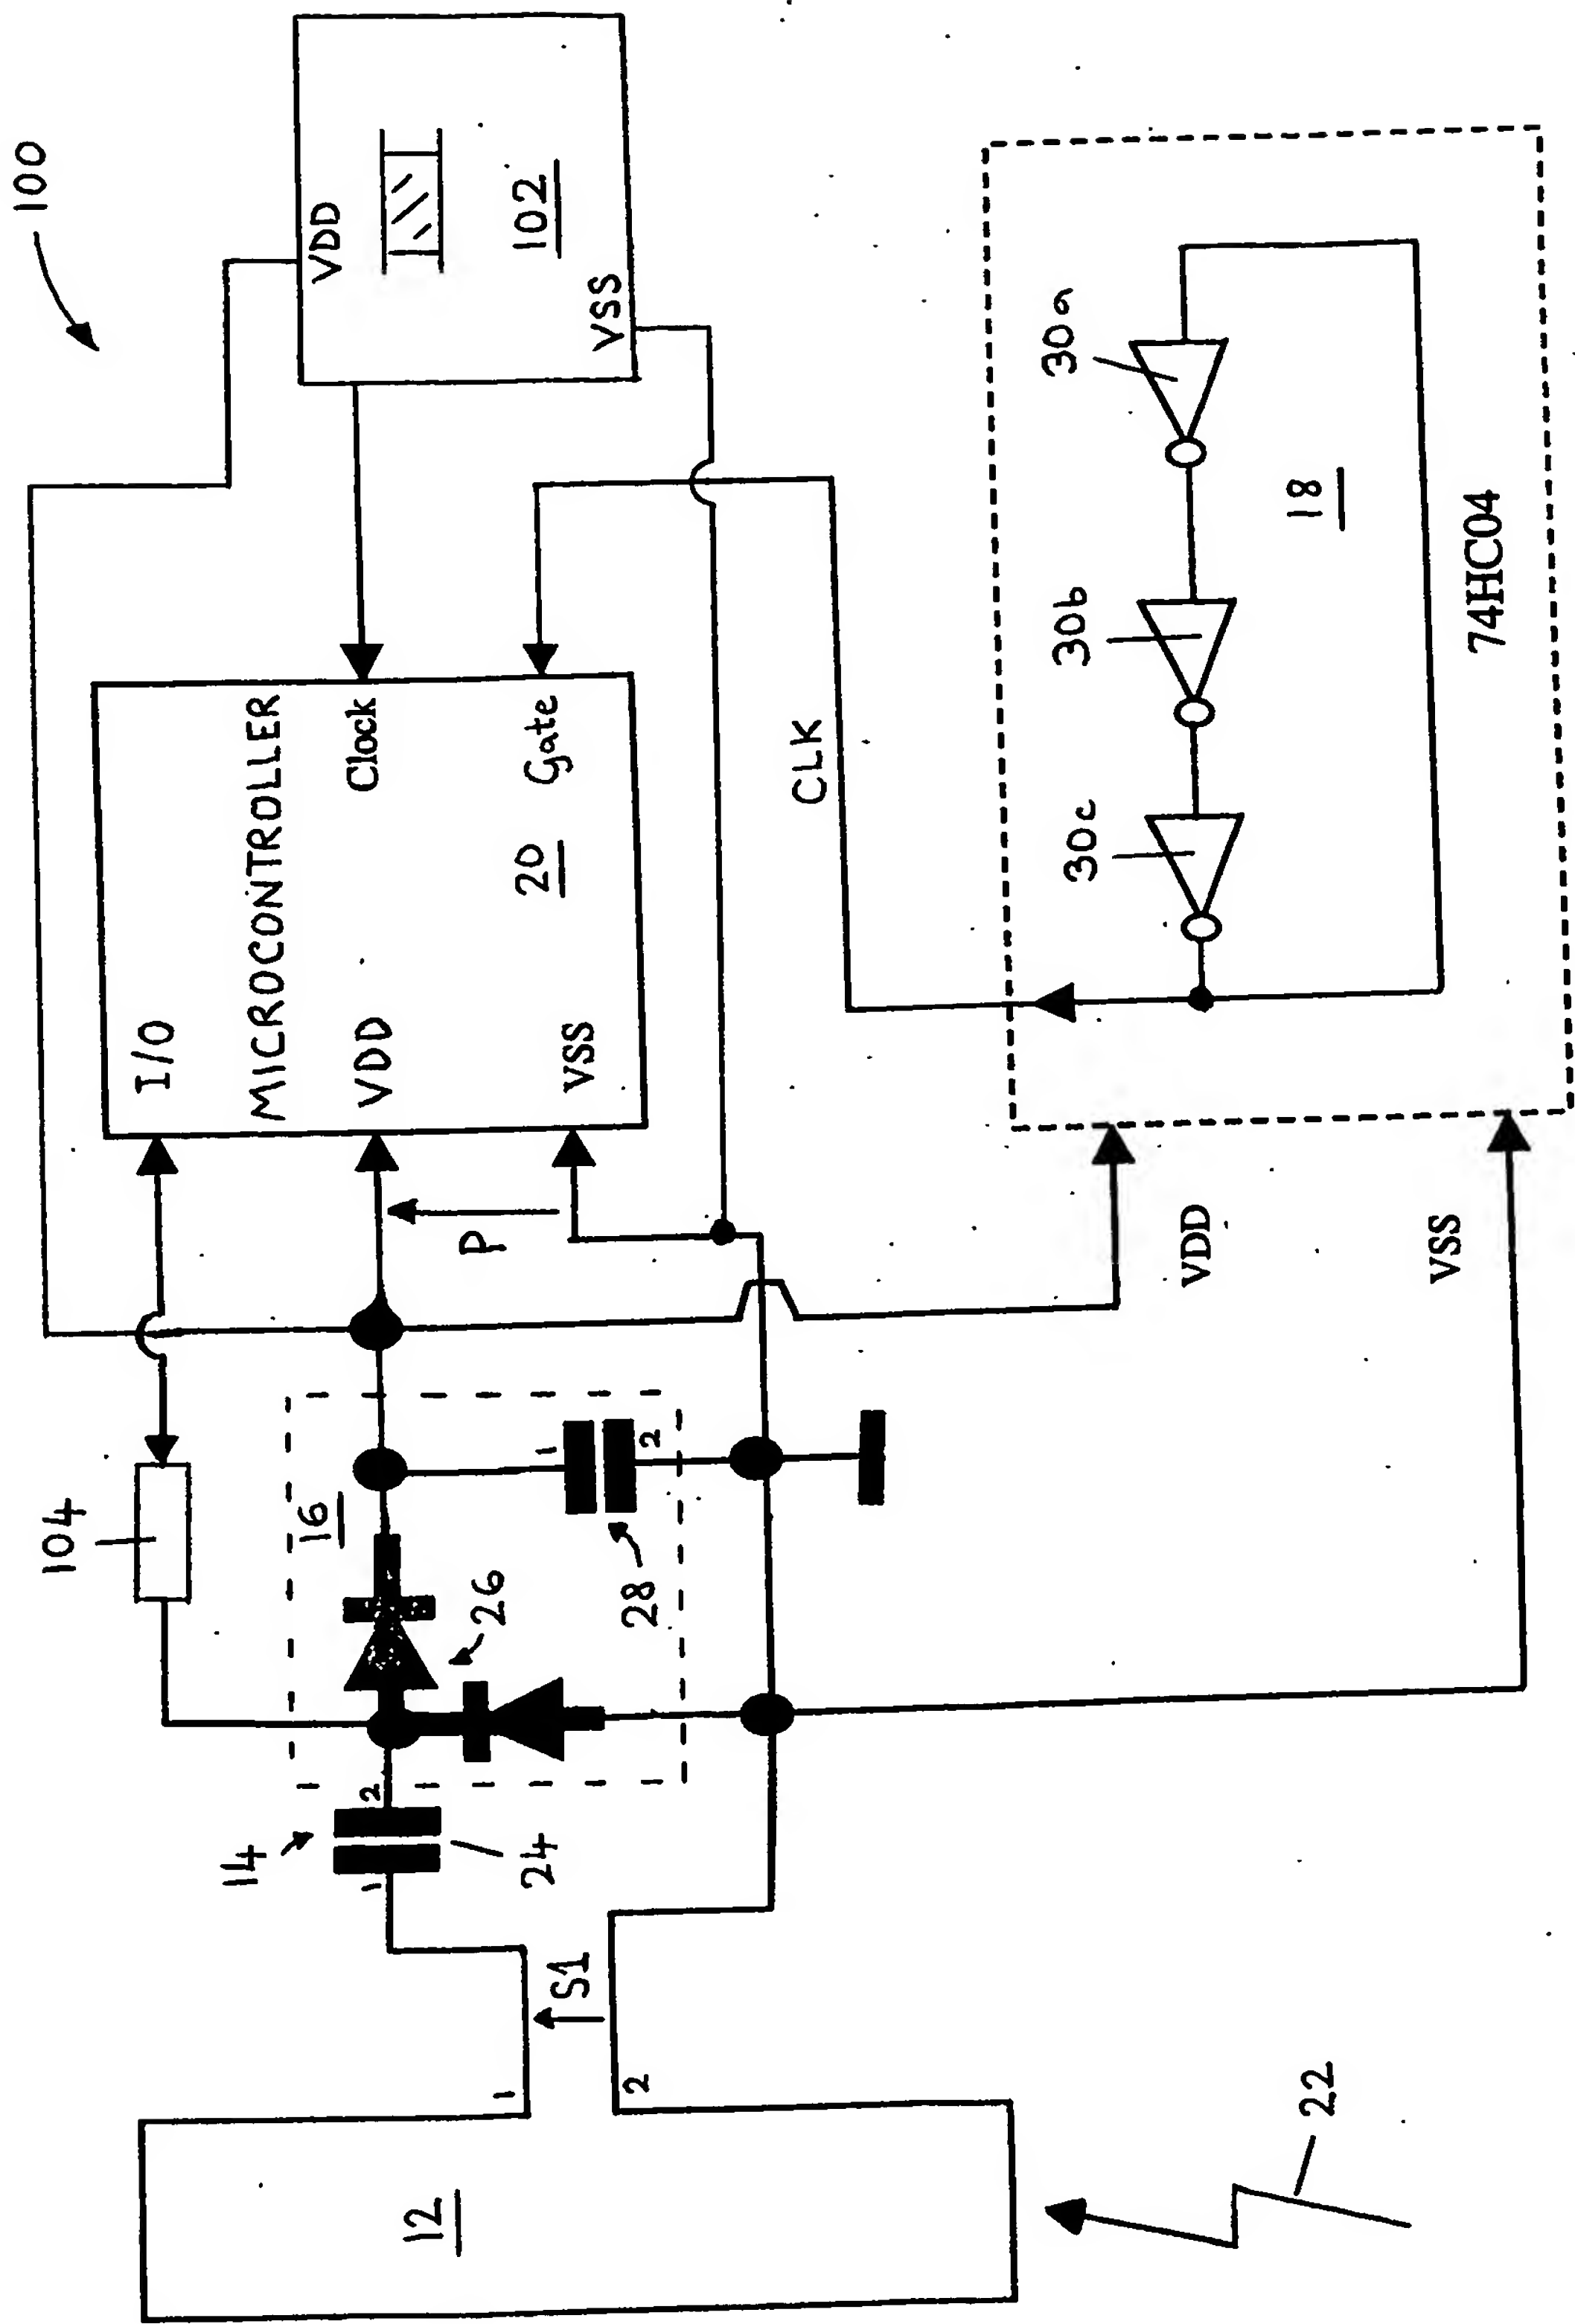 100
VDD
102
VSS
104
I/O
MICROCONTROLLER
VDD
Clock
VSS
20
Gate
P
16
26
28
1
2
14
1
2
24
S1
1
2
12
22
CLK
VDD
VSS
30a
30b
30c
18
74HC04